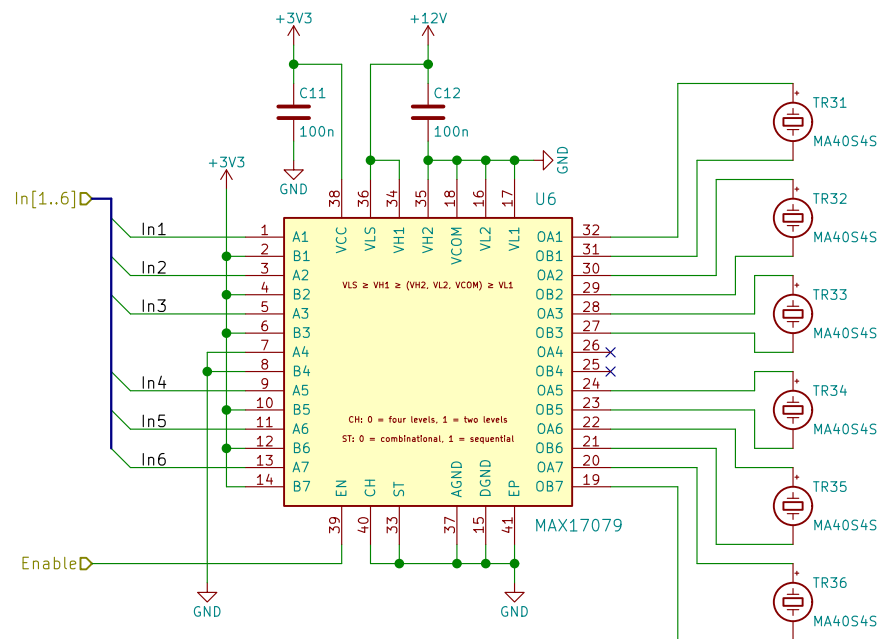 +3V3
+12V
C11
100n
C12
100n
+3V3
GND
GND
In[1..6]
U6
38
36
34
35
18
16
17
VCC
VLS
VH1
VH2
VCOM
VL2
VL1
VLS ≥ VH1 ≥ (VH2, VL2, VCOM) ≥ VL1
In1
1
A1
2
B1
In2
3
A2
4
B2
In3
5
A3
6
B3
7
A4
8
B4
In4
9
A5
10
B5
In5
11
A6
12
B6
In6
13
A7
14
B7
OA1
32
OB1
31
OA2
30
OB2
29
OA3
28
OB3
27
OA4
26
OB4
25
OA5
24
OB5
23
OA6
22
OB6
21
OA7
20
OB7
19
CH: 0 = four levels, 1 = two levels
ST: 0 = combinational, 1 = sequential
EN
CH
ST
AGND
DGND
EP
39
40
33
37
15
41
MAX17079
Enable
GND
GND
+
TR31
MA40S4S
+
TR32
MA40S4S
+
TR33
MA40S4S
+
TR34
MA40S4S
+
TR35
MA40S4S
+
TR36
MA40S4S